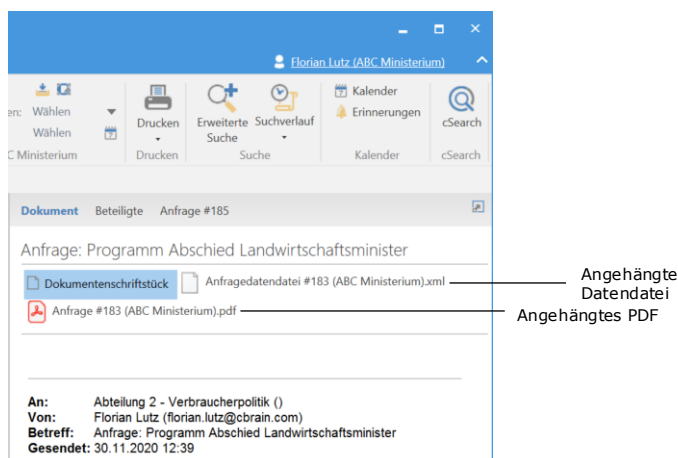 Florian Lutz (ABC Ministerium)
en: Wählen
Wählen
C Ministerium
Drucken
Drucken
Erweiterte Suche
Suchverlauf
Suche
Kalender
Erinnerungen
Kalender
cSearch
cSearch
Dokument Beteiligte Anfrage #185
Anfrage: Programm Abschied Landwirtschaftsminister
Dokumentenschriftstück Anfragedatendatei #183 (ABC Ministerium).xml
Angehängte
Datendatei
Anfrage #183 (ABC Ministerium).pdf
Angehängtes PDF
An: Abteilung 2 - Verbraucherpolitik ()
Von: Florian Lutz (florian.lutz@cbrain.com)
Betreff: Anfrage: Programm Abschied Landwirtschaftsminister
Gesendet: 30.11.2020 12:39